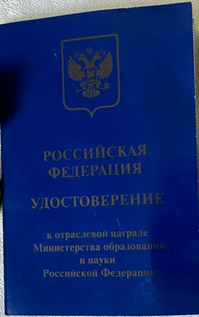 РОССИЙСКАЯ
ФЕДЕРАЦИЯ
УДОСТОВЕРЕНИЕ
к отраслевой награде
Министерства образования
и науки
Российской Федерации